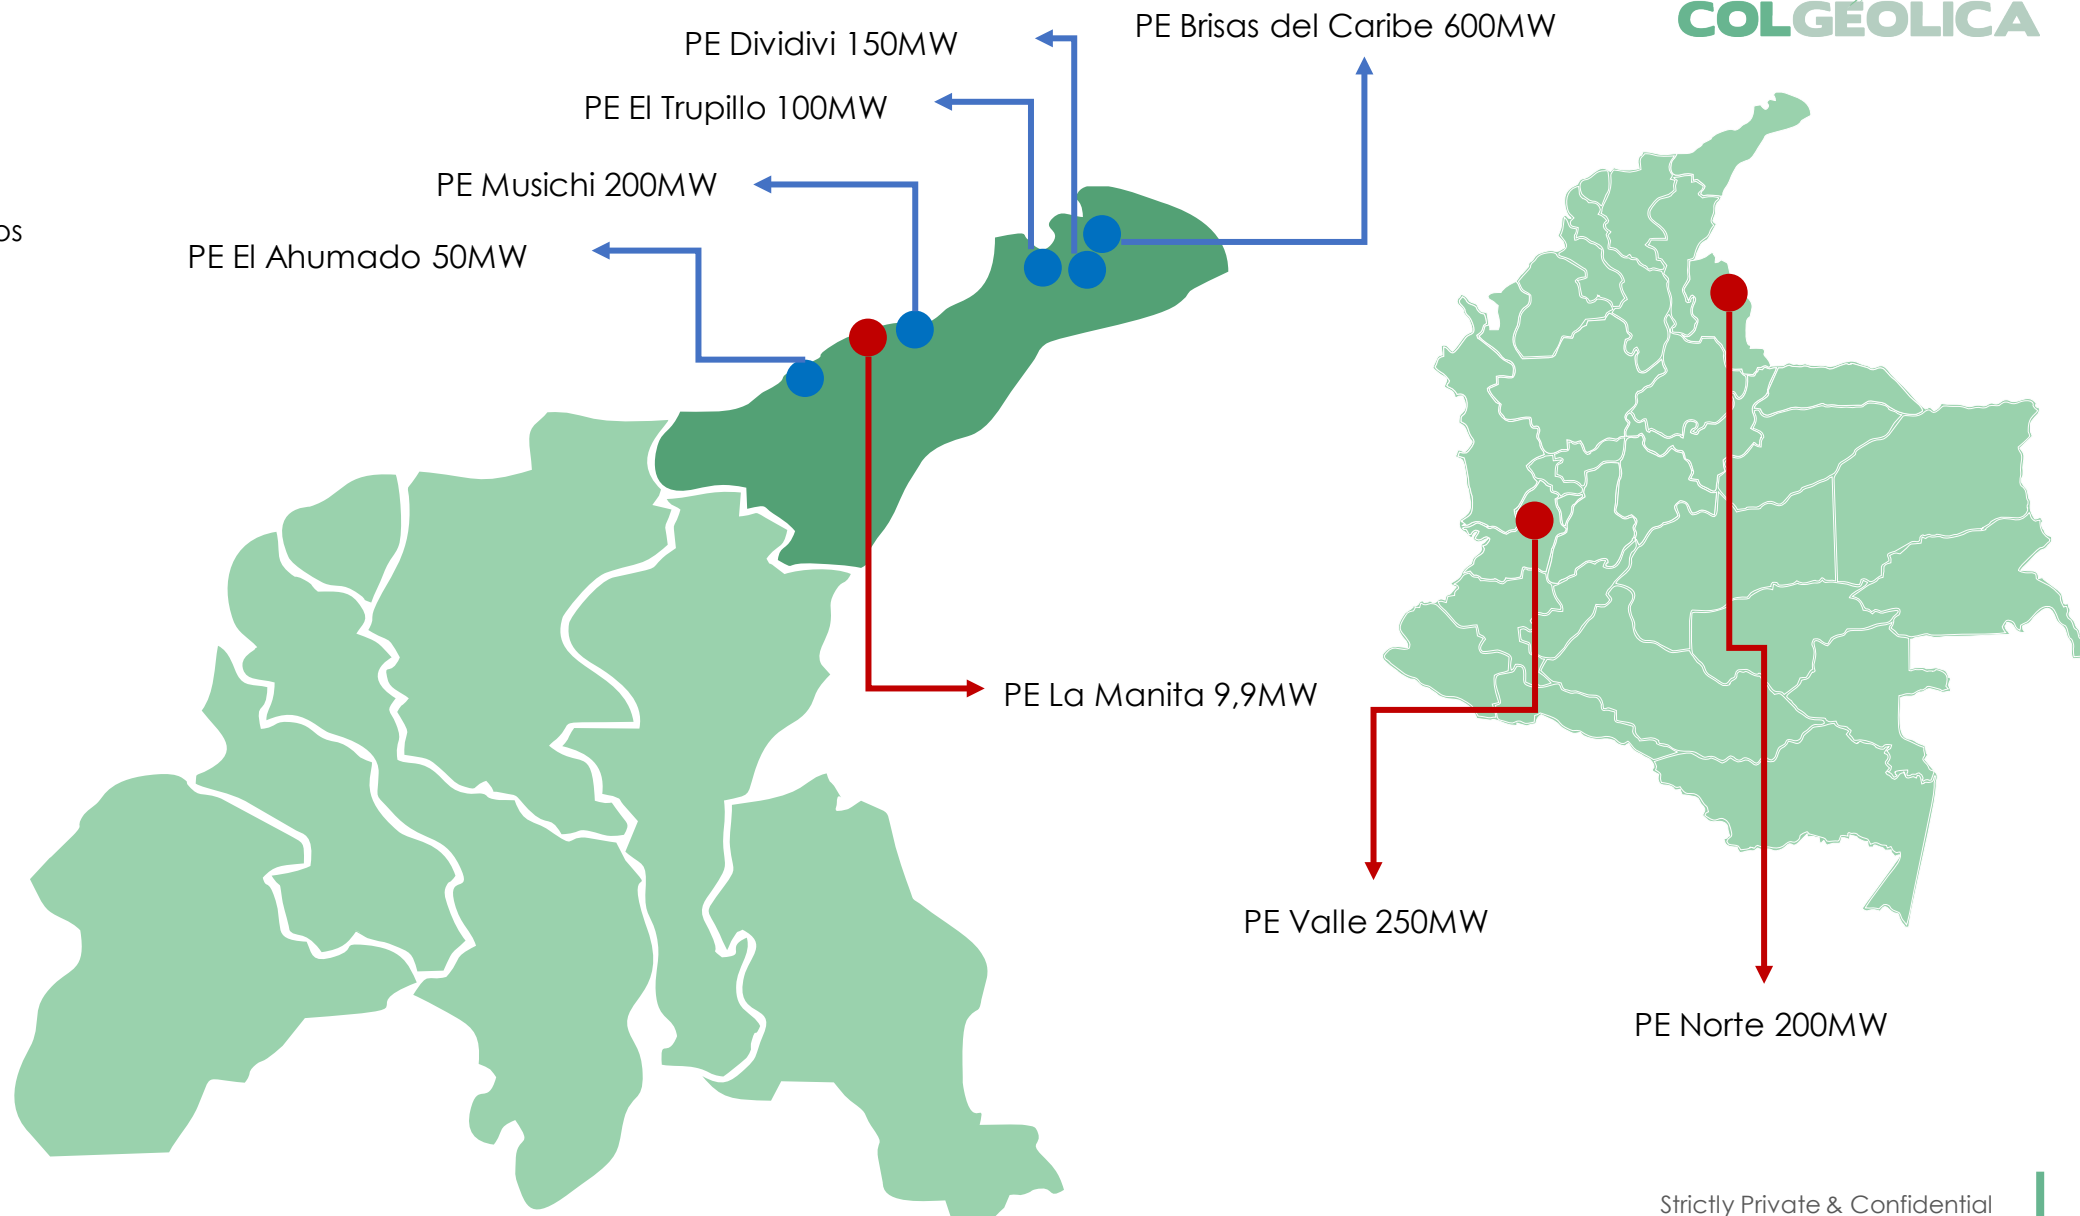 COLGEOLICA
PE Brisas del Caribe 600MW
PE Dividivi 150MW
PE El Trupillo 100MW
PE Musichi 200MW
os
PE El Ahumado 50MW
PE La Manita 9,9MW
PE Valle 250MW
PE Norte 200MW
Strictly Private & Confidential